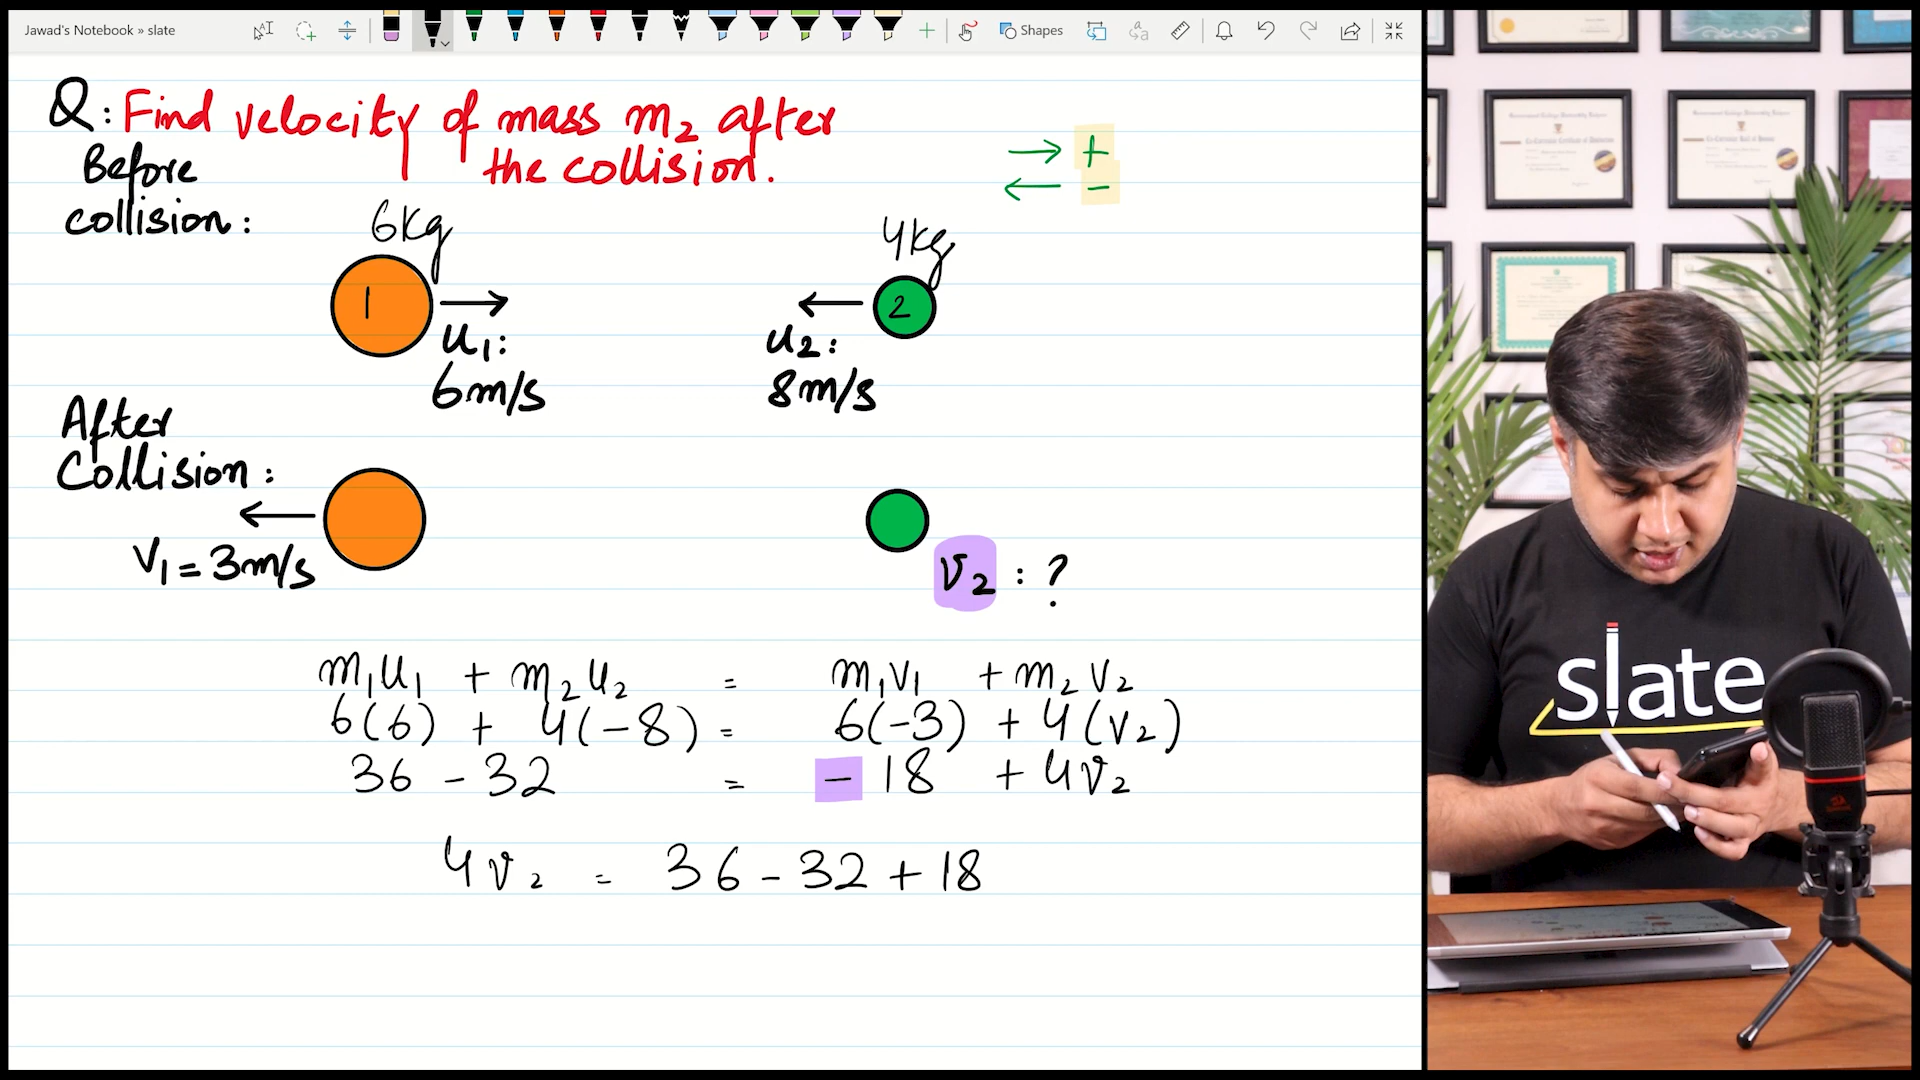 Jawad's Notebook » slate
Shapes
Q: Find velocity of mass m₂ after
the collision.
Before
collision:
→ +
← -
6Kg
4Kg
1
2
u₁:
6m/s
u₂:
8m/s
After
Collision:
V₁ = 3m/s
V₂ : ?
m₁u₁ + m₂u₂ = m₁v₁ + m₂v₂
6(6) + 4(-8) = 6(-3) + 4(v₂)
36 - 32 = - 18 + 4v₂
4v₂ = 36 - 32 + 18
slate